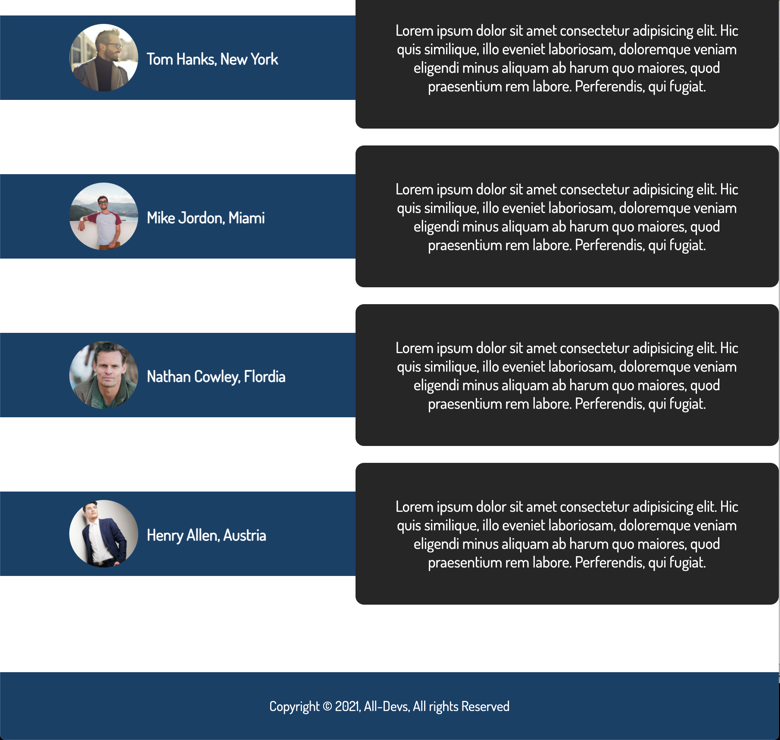 Tom Hanks, New York
Lorem ipsum dolor sit amet consectetur adipisicing elit. Hic
quis similique, illo eveniet laboriosam, doloremque veniam
eligendi minus aliquam ab harum quo maiores, quod
praesentium rem labore. Perferendis, qui fugiat.
Mike Jordon, Miami
Lorem ipsum dolor sit amet consectetur adipisicing elit. Hic
quis similique, illo eveniet laboriosam, doloremque veniam
eligendi minus aliquam ab harum quo maiores, quod
praesentium rem labore. Perferendis, qui fugiat.
Nathan Cowley, Flordia
Lorem ipsum dolor sit amet consectetur adipisicing elit. Hic
quis similique, illo eveniet laboriosam, doloremque veniam
eligendi minus aliquam ab harum quo maiores, quod
praesentium rem labore. Perferendis, qui fugiat.
Henry Allen, Austria
Lorem ipsum dolor sit amet consectetur adipisicing elit. Hic
quis similique, illo eveniet laboriosam, doloremque veniam
eligendi minus aliquam ab harum quo maiores, quod
praesentium rem labore. Perferendis, qui fugiat.
Copyright © 2021, All-Devs, All rights Reserved